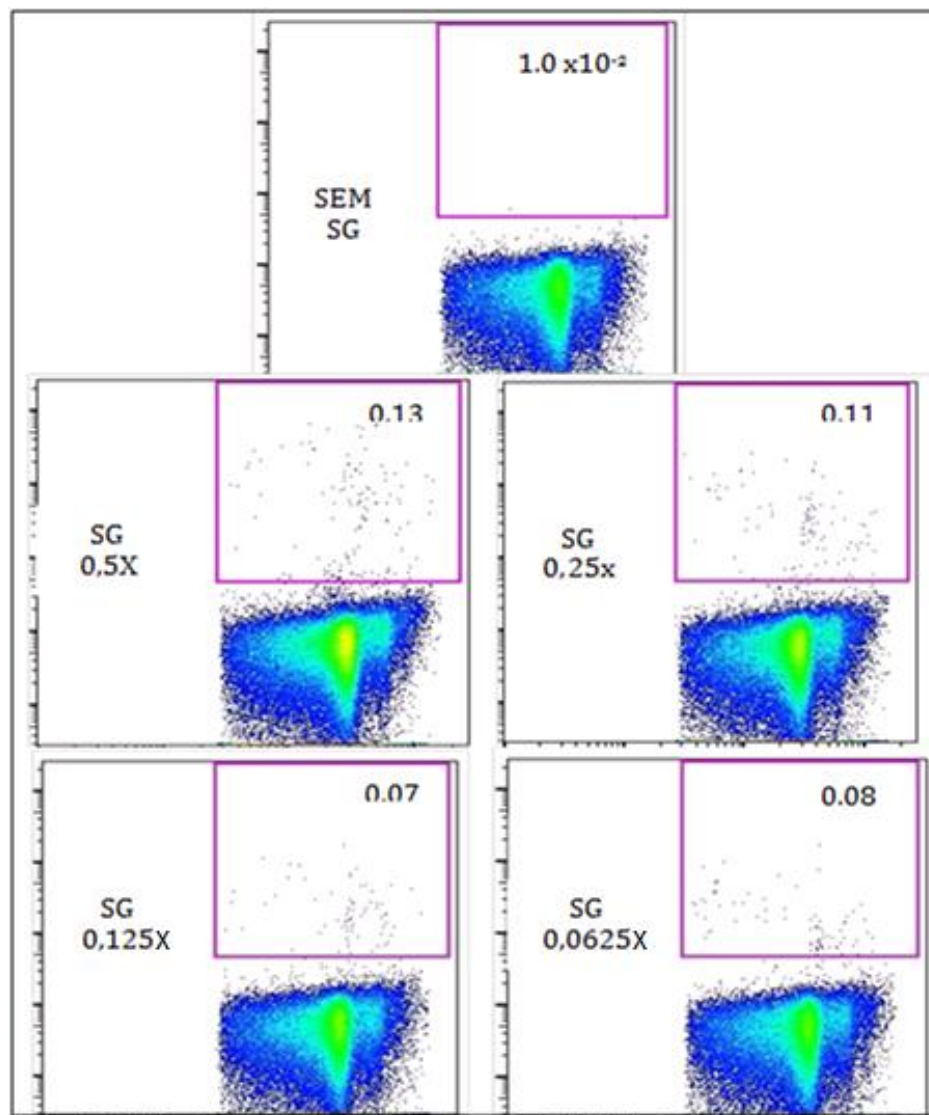 1.0 x10⁻²
SEM
SG
0.13
SG
0,5X
0.11
SG
0,25x
0.07
SG
0,125X
0.08
SG
0,0625X